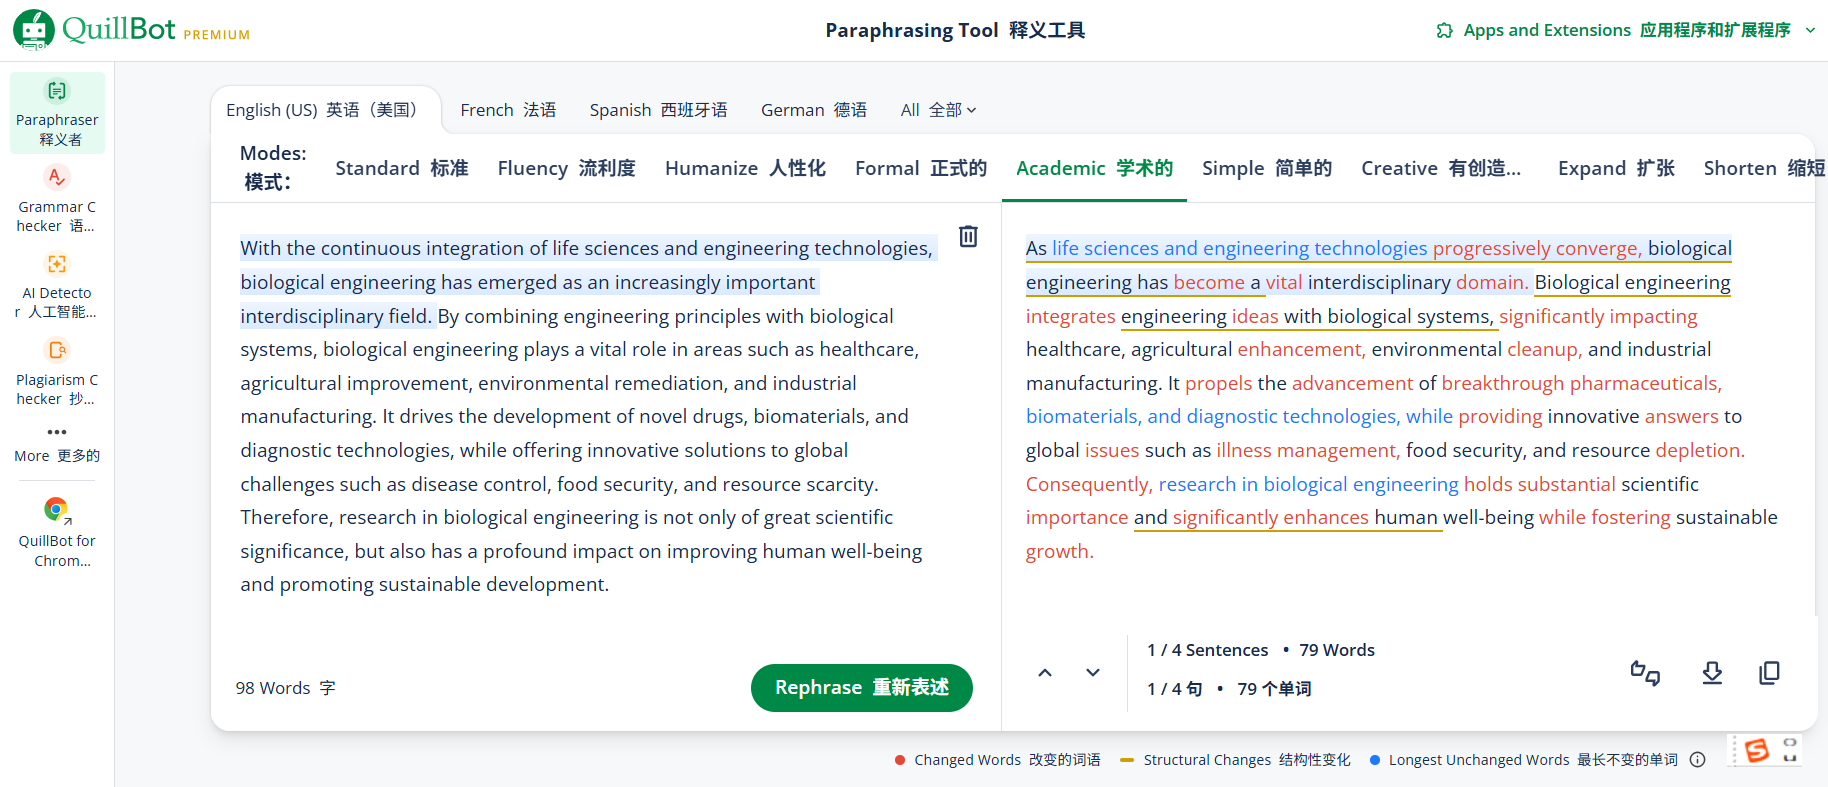 QuillBot PREMIUM
Paraphrasing Tool 释义工具
Apps and Extensions 应用程序和扩展程序
Paraphraser
释义者
Grammar C
hecker 语...
AI Detecto
r 人工智能...
Plagiarism C
hecker 抄...
More 更多的
QuillBot for
Chrom...
English (US) 英语（美国） French 法语 Spanish 西班牙语 German 德语 All 全部
Modes:
模式：
Standard 标准 Fluency 流利度 Humanize 人性化 Formal 正式的 Academic 学术的 Simple 简单的 Creative 有创造... Expand 扩张 Shorten 缩短
With the continuous integration of life sciences and engineering technologies,
biological engineering has emerged as an increasingly important
interdisciplinary field. By combining engineering principles with biological
systems, biological engineering plays a vital role in areas such as healthcare,
agricultural improvement, environmental remediation, and industrial
manufacturing. It drives the development of novel drugs, biomaterials, and
diagnostic technologies, while offering innovative solutions to global
challenges such as disease control, food security, and resource scarcity.
Therefore, research in biological engineering is not only of great scientific
significance, but also has a profound impact on improving human well-being
and promoting sustainable development.
98 Words 字
Rephrase 重新表述
As life sciences and engineering technologies progressively converge, biological
engineering has become a vital interdisciplinary domain. Biological engineering
integrates engineering ideas with biological systems, significantly impacting
healthcare, agricultural enhancement, environmental cleanup, and industrial
manufacturing. It propels the advancement of breakthrough pharmaceuticals,
biomaterials, and diagnostic technologies, while providing innovative answers to
global issues such as illness management, food security, and resource depletion.
Consequently, research in biological engineering holds substantial scientific
importance and significantly enhances human well-being while fostering sustainable
growth.
1 / 4 Sentences • 79 Words
1 / 4 句 • 79 个单词
Changed Words 改变的词语 Structural Changes 结构性变化 Longest Unchanged Words 最长不变的单词